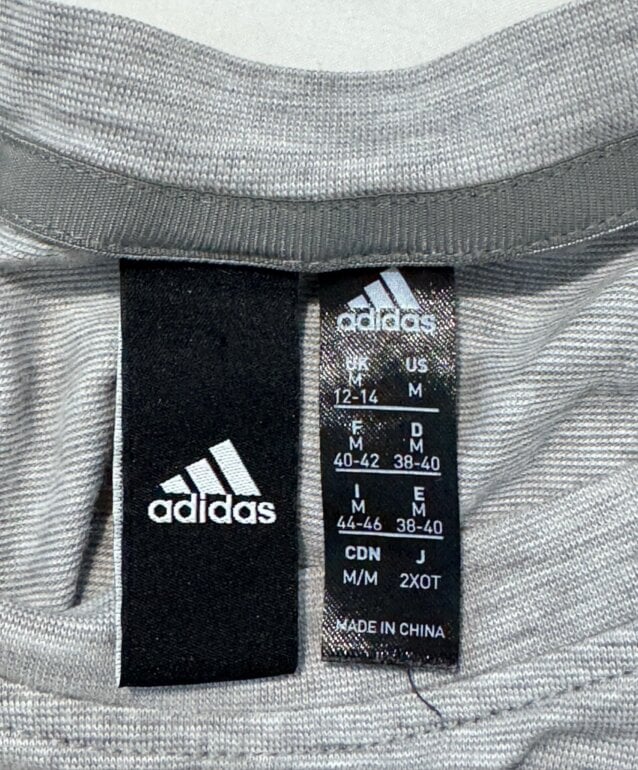 adidas
adidas
UK US
M M
12-14
F D
M M
40-42 38-40
I E
M M
44-46 38-40
CDN J
M/M 2XOT
MADE IN CHINA